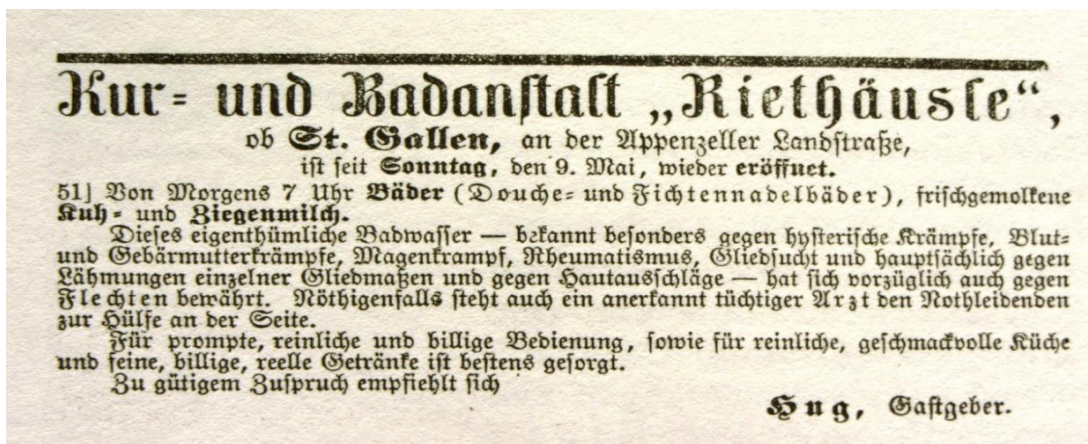 Kur- und Badanstalt „Riethäusle“,
ob St. Gallen, an der Appenzeller Landstraße,
ist seit Sonntag, den 9. Mai, wieder eröffnet.
51] Von Morgens 7 Uhr Bäder (Douche- und Fichtennadelbäder), frischgemolkene
Kuh- und Ziegenmilch.
Dieses eigenthümliche Badwasser — bekannt besonders gegen hysterische Krämpfe, Blut-
und Gebärmutterkrämpfe, Magenkrampf, Rheumatismus, Gliedsucht und hauptsächlich gegen
Lähmungen einzelner Gliedmaßen und gegen Hautausschläge — hat sich vorzüglich auch gegen
Flechten bewährt. Nöthigenfalls steht auch ein anerkannt tüchtiger Arzt den Nothleidenden
zur Hülfe an der Seite.
Für prompte, reinliche und billige Bedienung, sowie für reinliche, geschmackvolle Küche
und feine, billige, reelle Getränke ist bestens gesorgt.
Zu gütigem Zuspruch empfiehlt sich
Hug, Gastgeber.